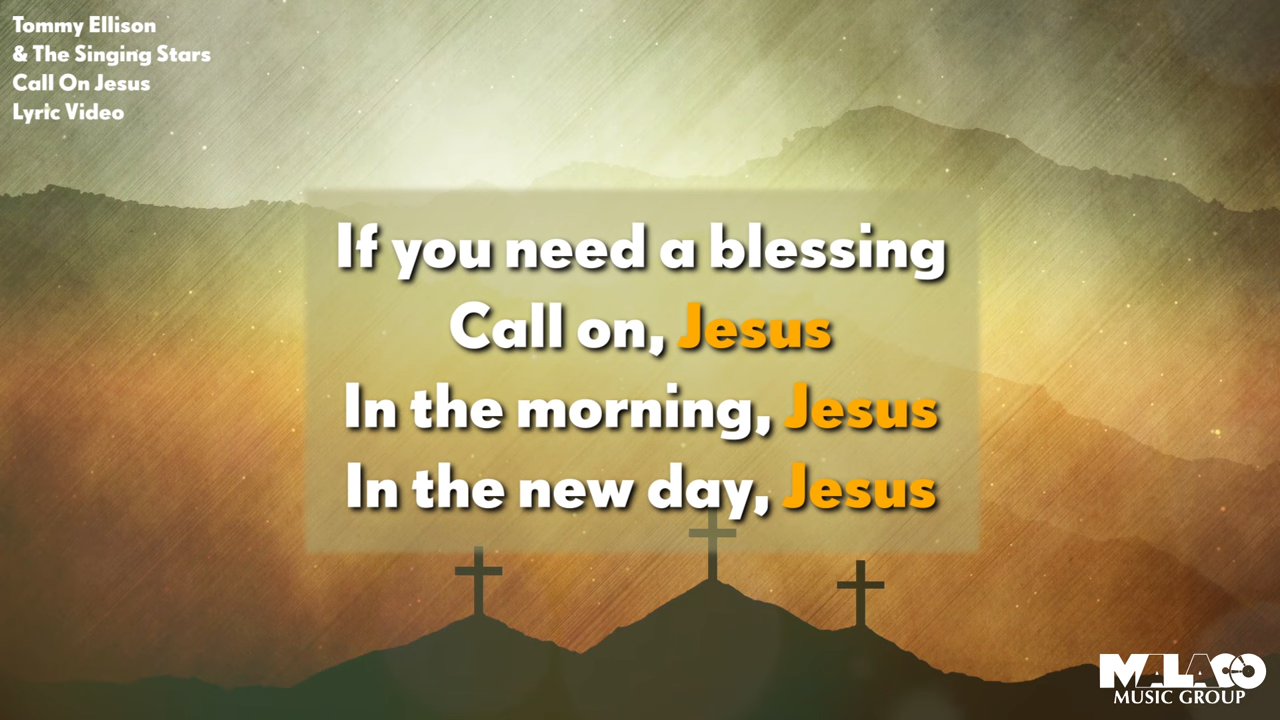 Tommy Ellison
& The Singing Stars
Call On Jesus
Lyric Video
If you need a blessing
Call on, Jesus
In the morning, Jesus
In the new day, Jesus
MALACO
MUSIC GROUP